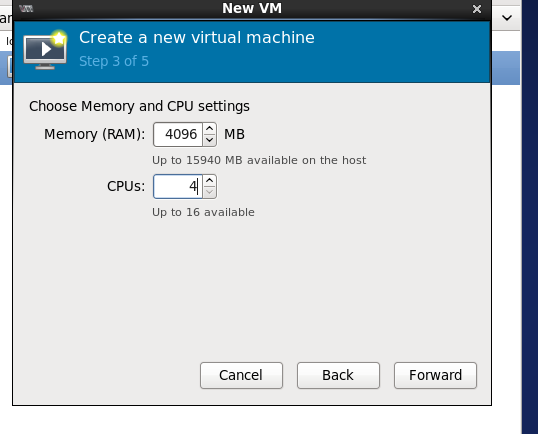 New VM
Create a new virtual machine
Step 3 of 5
Choose Memory and CPU settings
Memory (RAM): 4096 MB
Up to 15940 MB available on the host
CPUs: 4
Up to 16 available
Cancel Back Forward